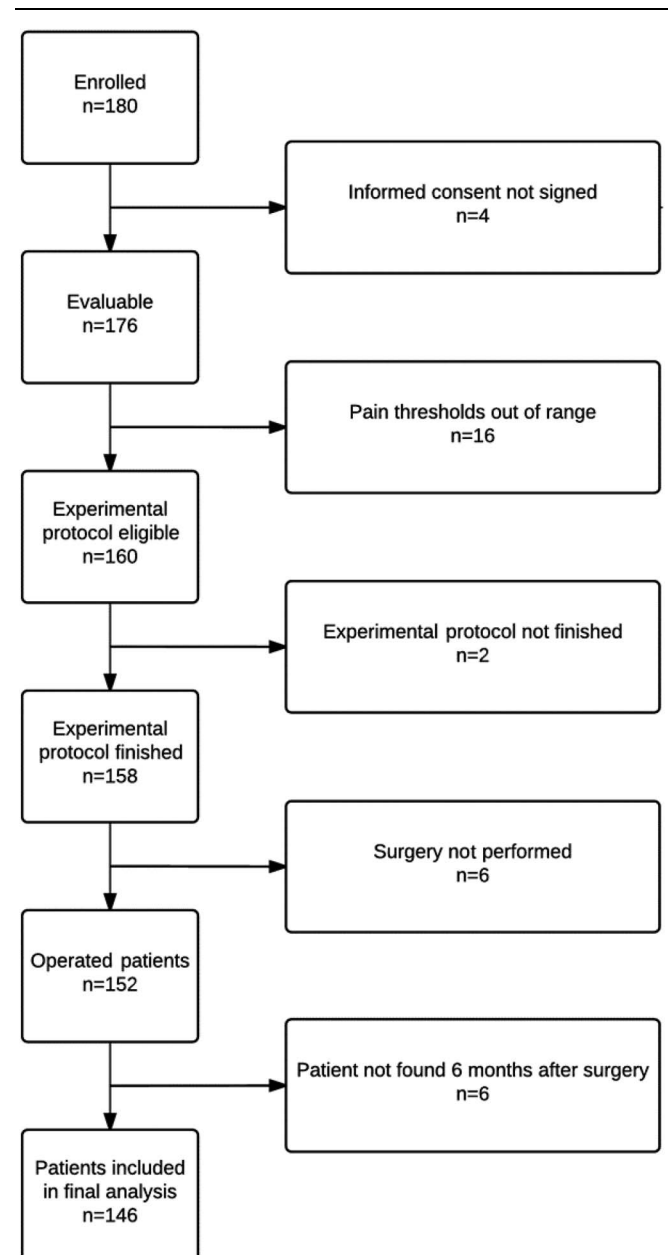 Enrolled
n=180
Informed consent not signed
n=4
Evaluable
n=176
Pain thresholds out of range
n=16
Experimental
protocol eligible
n=160
Experimental protocol not finished
n=2
Experimental
protocol finished
n=158
Surgery not performed
n=6
Operated patients
n=152
Patient not found 6 months after surgery
n=6
Patients included
in final analysis
n=146